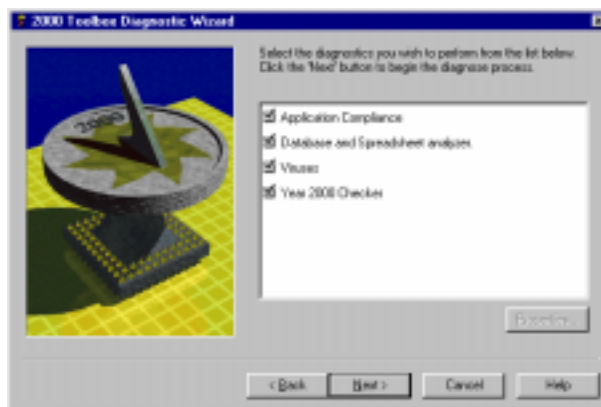 2000 Toolbox Diagnostic Wizard
Select the diagnostics you wish to perform from the list below.
Click the 'Next' button to begin the diagnose process.
2000
Application Compliance
Database and Spreadsheet analyzer.
Viruses
Year 2000 Checker
Properties...
< Back
Next >
Cancel
Help